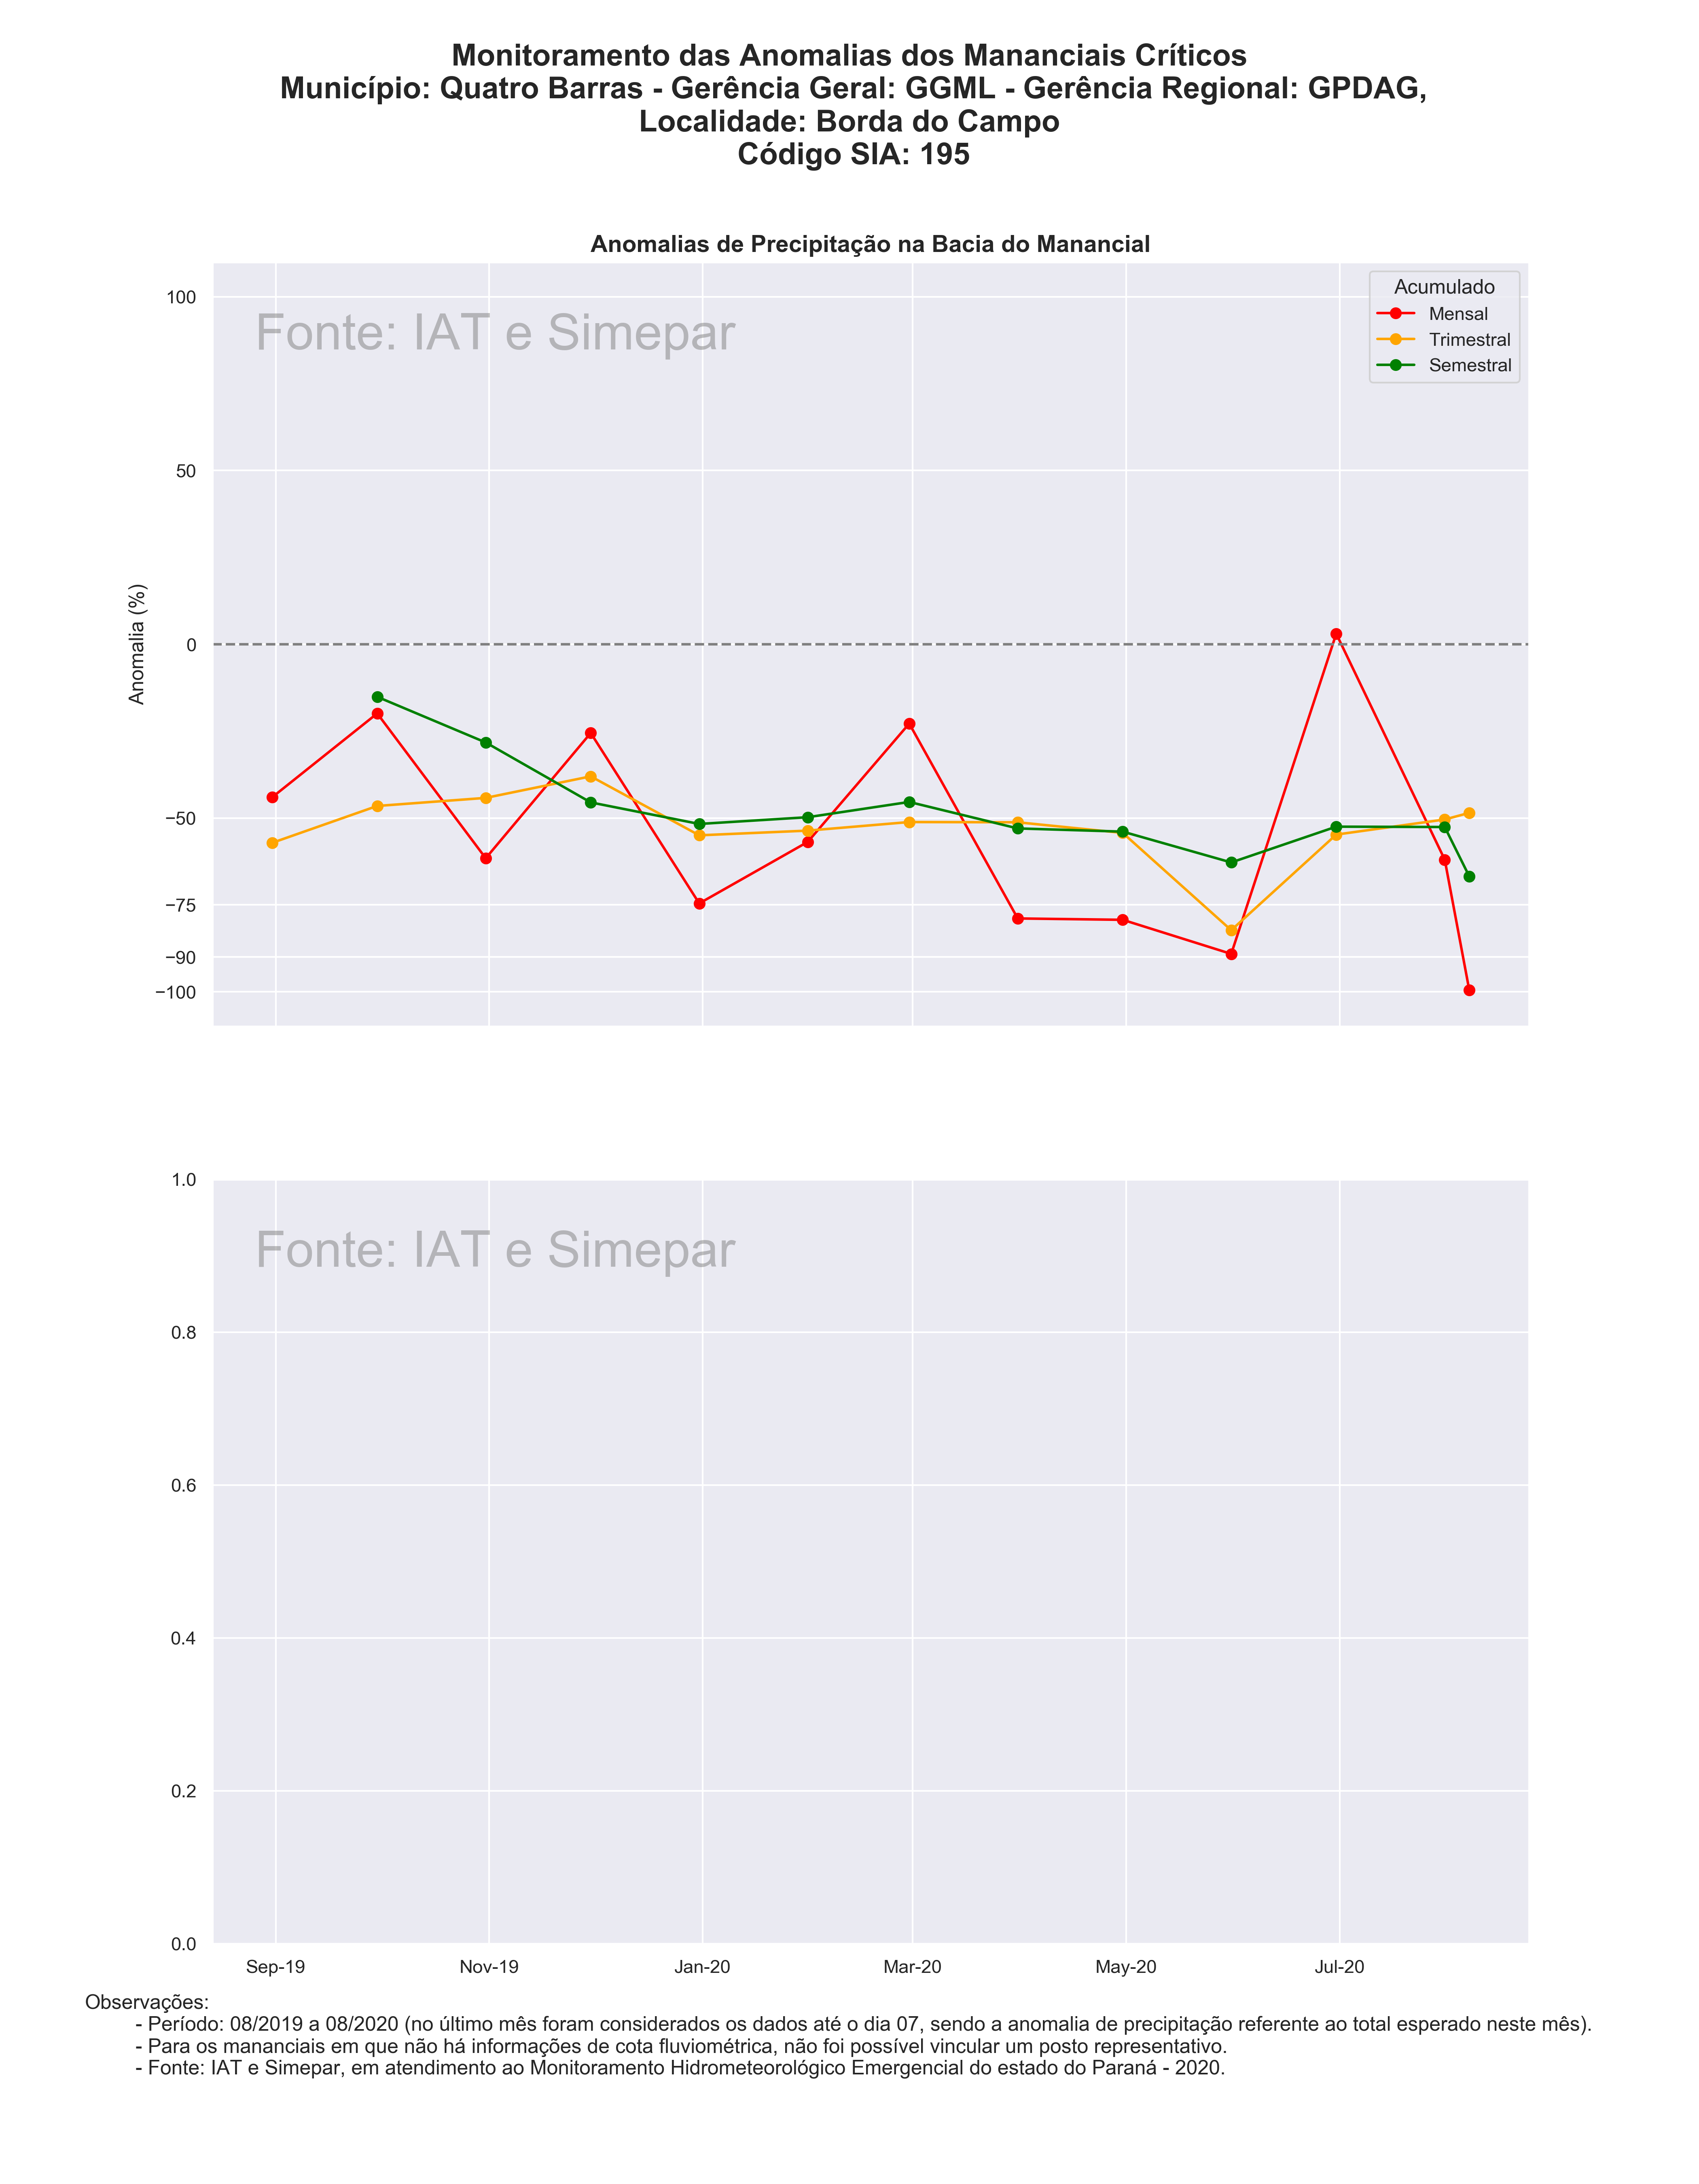 Monitoramento das Anomalias dos Mananciais Críticos
Município: Quatro Barras - Gerência Geral: GGML - Gerência Regional: GPDAG,
Localidade: Borda do Campo
Código SIA: 195
Anomalias de Precipitação na Bacia do Manancial
Fonte: IAT e Simepar
Acumulado
Mensal
Trimestral
Semestral
Anomalia (%)
100
50
0
−50
−75
−90
−100
Fonte: IAT e Simepar
1.0
0.8
0.6
0.4
0.2
0.0
Sep-19 Nov-19 Jan-20 Mar-20 May-20 Jul-20
Observações:
- Período: 08/2019 a 08/2020 (no último mês foram considerados os dados até o dia 07, sendo a anomalia de precipitação referente ao total esperado neste mês).
- Para os mananciais em que não há informações de cota fluviométrica, não foi possível vincular um posto representativo.
- Fonte: IAT e Simepar, em atendimento ao Monitoramento Hidrometeorológico Emergencial do estado do Paraná - 2020.